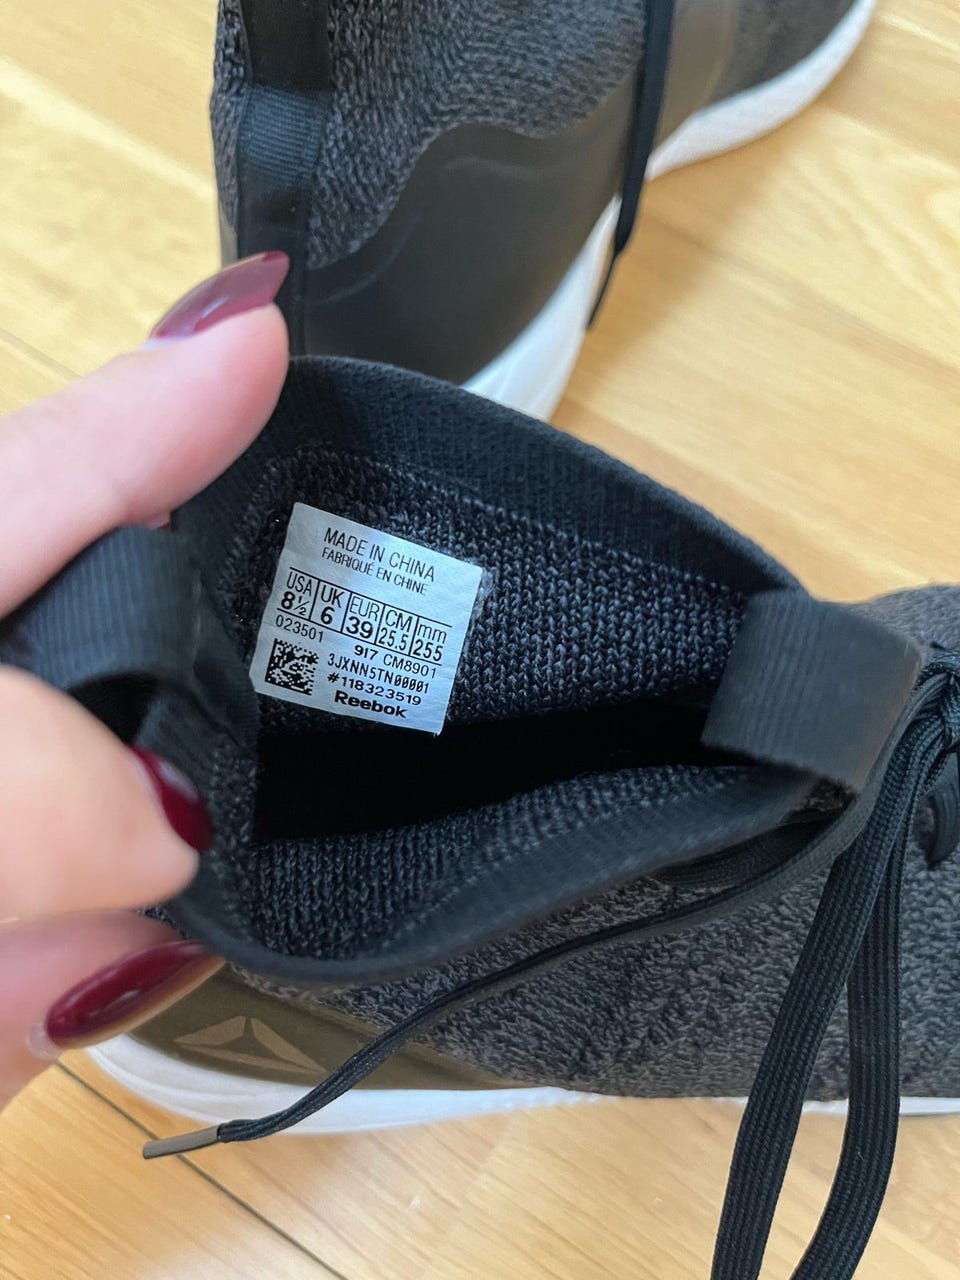 MADE IN CHINA
FABRIQUÉ EN CHINE
USA UK EUR CM mm
8½ 6 39 25.5 255
023501
917 CM8901
3JXNN5TN00001
#118323519
Reebok